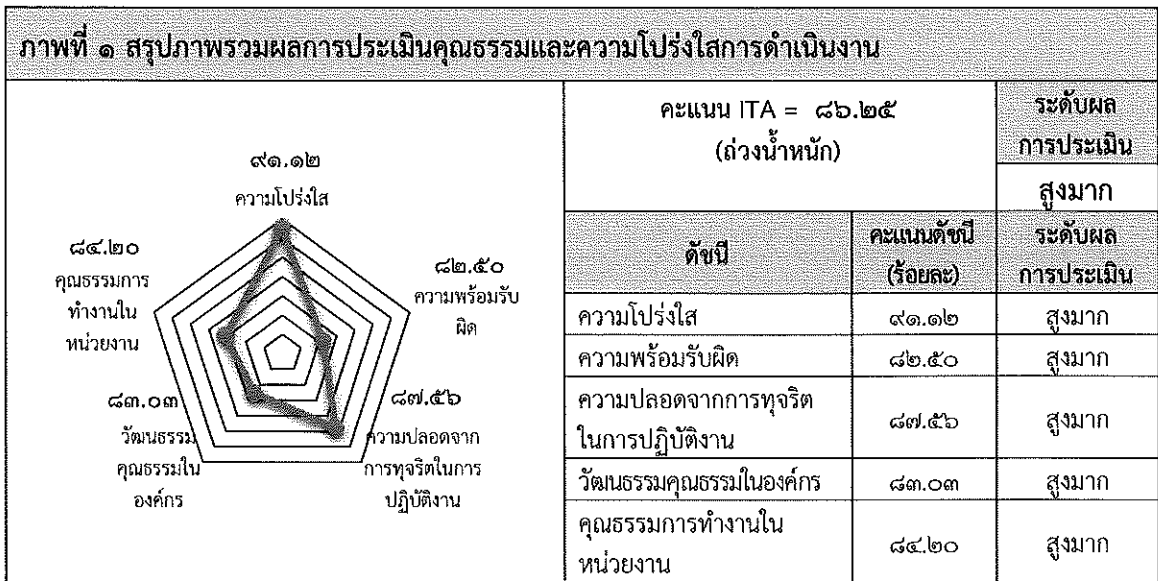 ภาพที่ ๑ สรุปภาพรวมผลการประเมินคุณธรรมและความโปร่งใสการดำเนินงาน
๙๑.๑๒
ความโปร่งใส
๘๒.๕๐
ความพร้อมรับ
ผิด
๘๗.๕๖
ความปลอดจาก
การทุจริตในการ
ปฏิบัติงาน
๘๓.๐๓
วัฒนธรรม
คุณธรรมใน
องค์กร
๘๔.๒๐
คุณธรรมการ
ทำงานใน
หน่วยงาน
คะแนน ITA = ๘๖.๒๕
(ถ่วงน้ำหนัก)
ระดับผล
การประเมิน
สูงมาก
ดัชนี
คะแนนดัชนี
(ร้อยละ)
ระดับผล
การประเมิน
ความโปร่งใส ๙๑.๑๒ สูงมาก
ความพร้อมรับผิด ๘๒.๕๐ สูงมาก
ความปลอดจากการทุจริต
ในการปฏิบัติงาน
๘๗.๕๖ สูงมาก
วัฒนธรรมคุณธรรมในองค์กร ๘๓.๐๓ สูงมาก
คุณธรรมการทำงานใน
หน่วยงาน
๘๔.๒๐ สูงมาก